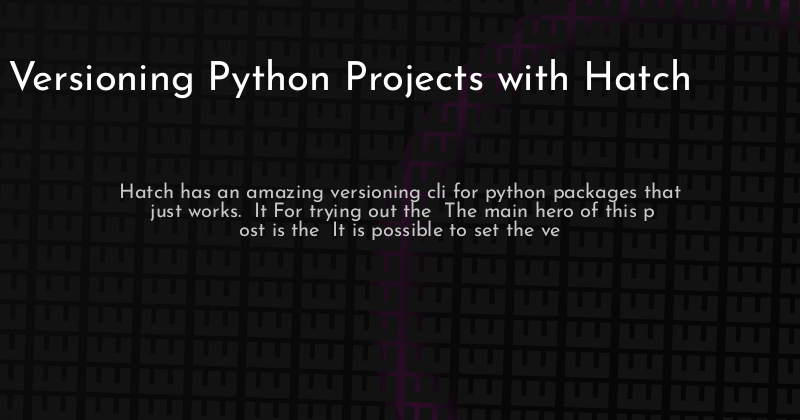 Versioning Python Projects with Hatch
Hatch has an amazing versioning cli for python packages that
just works.  It For trying out the  The main hero of this p
ost is the  It is possible to set the ve